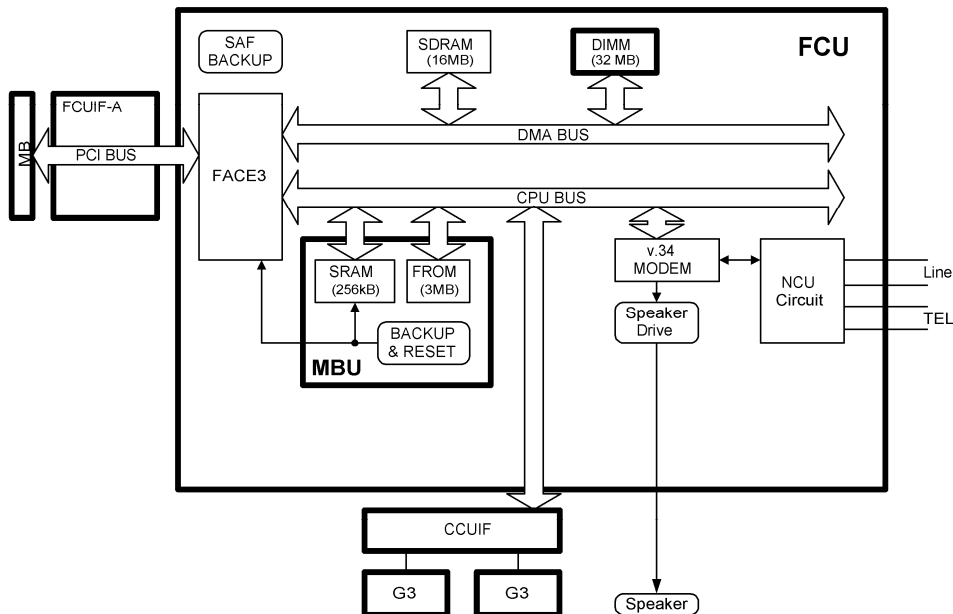 SAF
BACKUP
SDRAM
(16MB)
DIMM
(32 MB)
FCU
FCUIF-A
MB
PCI BUS
DMA BUS
FACE3
CPU BUS
SRAM
(256kB)
FROM
(3MB)
v.34
MODEM
NCU
Circuit
Line
TEL
BACKUP
& RESET
Speaker
Drive
MBU
CCUIF
G3
G3
Speaker